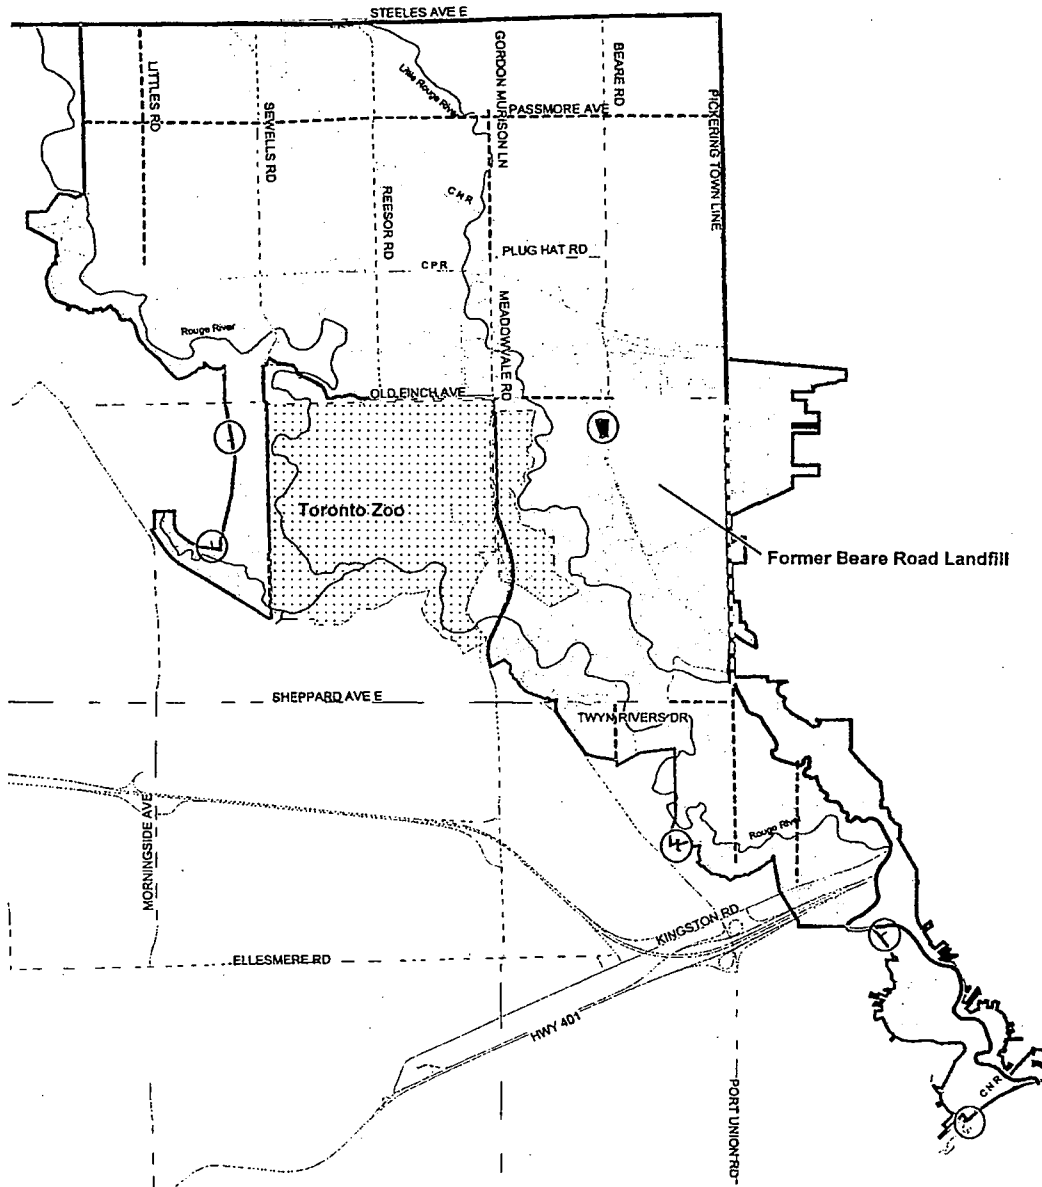 STEELES AVE E
LITTLES RD
SEWELLS RD
REESOR RD
Little Rouge River
GORDON MURISON LN
BEARE RD
PASSMORE AVE
PICKERING TOWN LINE
CNR
CPR
PLUG HAT RD
MEADOWVALE RD
Rouge River
OLD FINCH AVE
Toronto Zoo
Former Beare Road Landfill
SHEPPARD AVE E
TWYN RIVERS DR
MORNINGSIDE AVE
Rouge River
KINGSTON RD
ELLESMERE RD
HWY 401
PORT UNION RD
CNR